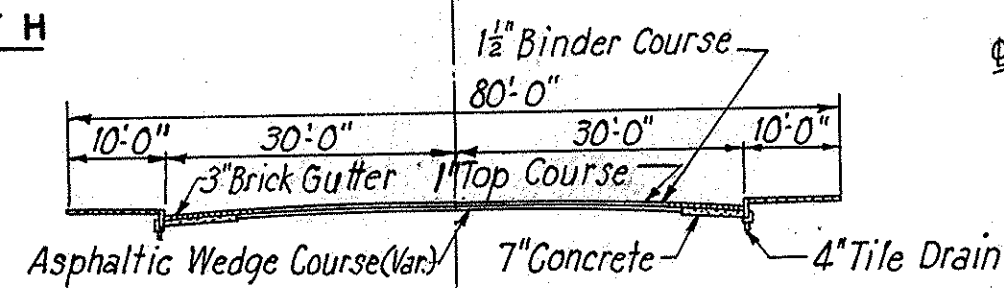 H
1½" Binder Course
℄
80'-0"
10'-0" 30'-0" 30'-0" 10'-0"
3" Brick Gutter 1" Top Course
Asphaltic Wedge Course (Var.) 7" Concrete 4" Tile Drain